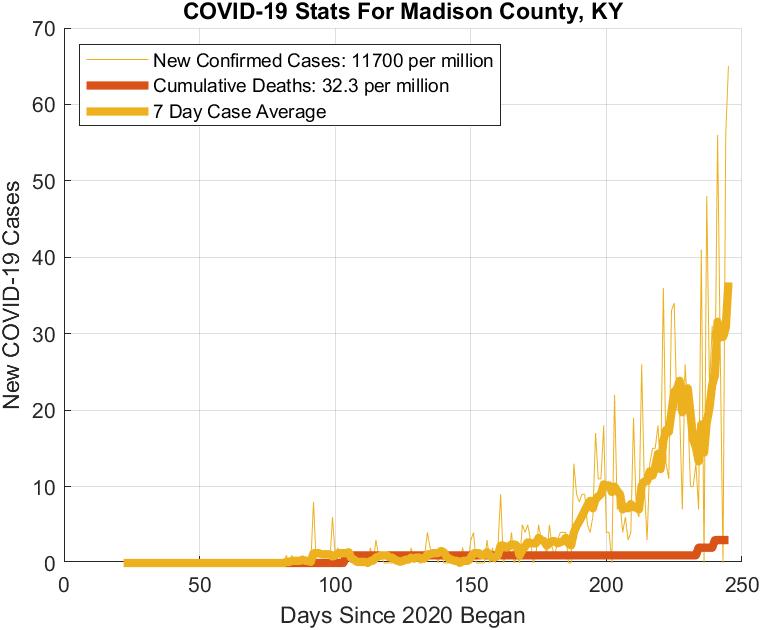 COVID-19 Stats For Madison County, KY
New Confirmed Cases: 11700 per million
Cumulative Deaths: 32.3 per million
7 Day Case Average
70
60
50
40
30
20
10
0
New COVID-19 Cases
0 50 100 150 200 250
Days Since 2020 Began